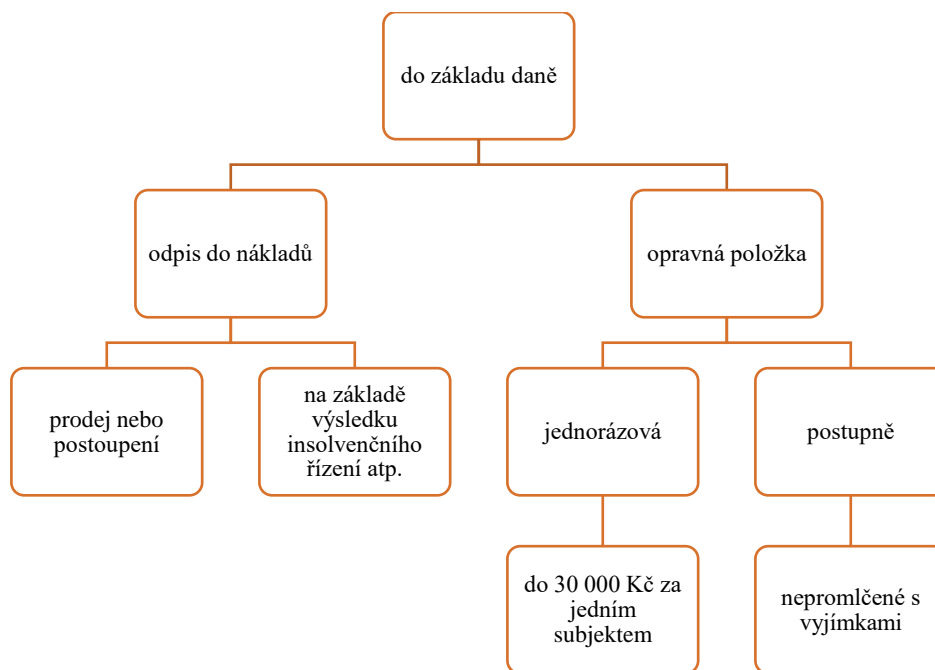 do základu daně
odpis do nákladů
opravná položka
prodej nebo
postoupení
na základě
výsledku
insolvenčního
řízení atp.
jednorázová
postupně
do 30 000 Kč za
jedním
subjektem
nepromlčené s
vyjímkami